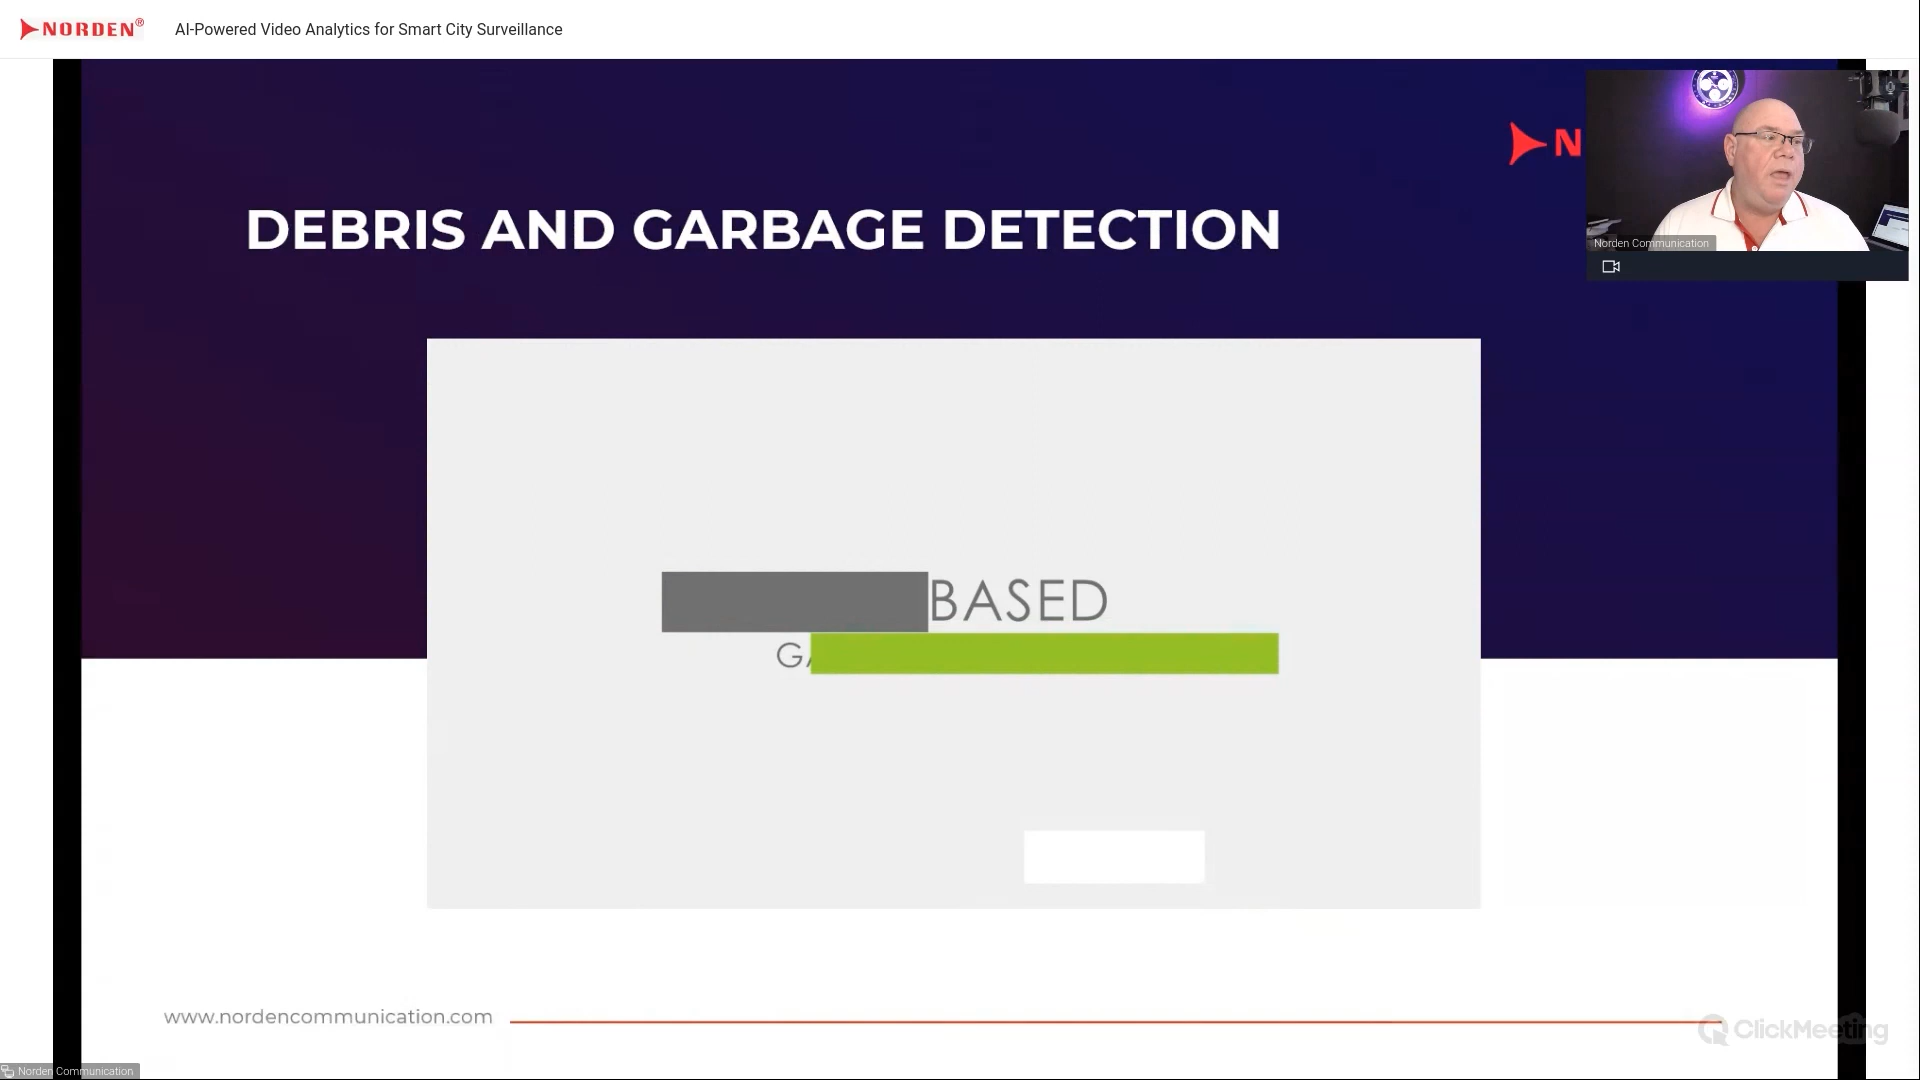 NORDEN®
AI-Powered Video Analytics for Smart City Surveillance
N
DEBRIS AND GARBAGE DETECTION
Norden Communication
BASED
GA
www.nordencommunication.com
ClickMeeting
Norden Communication